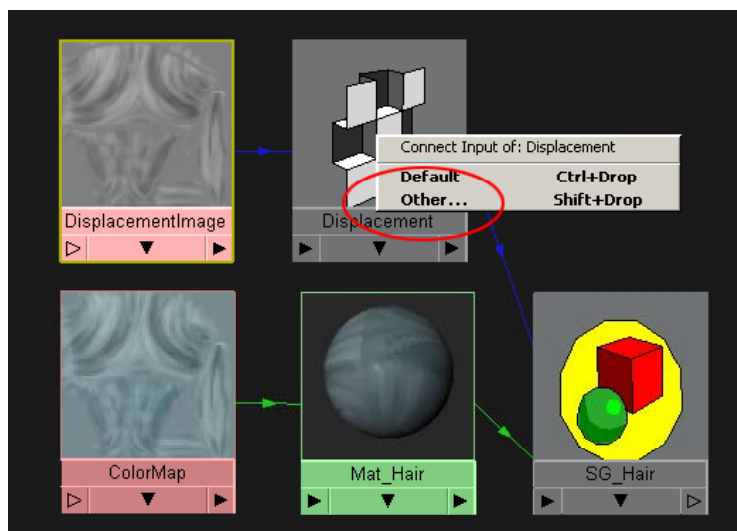 Connect Input of: Displacement
Default Ctrl+Drop
Other... Shift+Drop
DisplacementImage
Displacement
ColorMap
Mat_Hair
SG_Hair